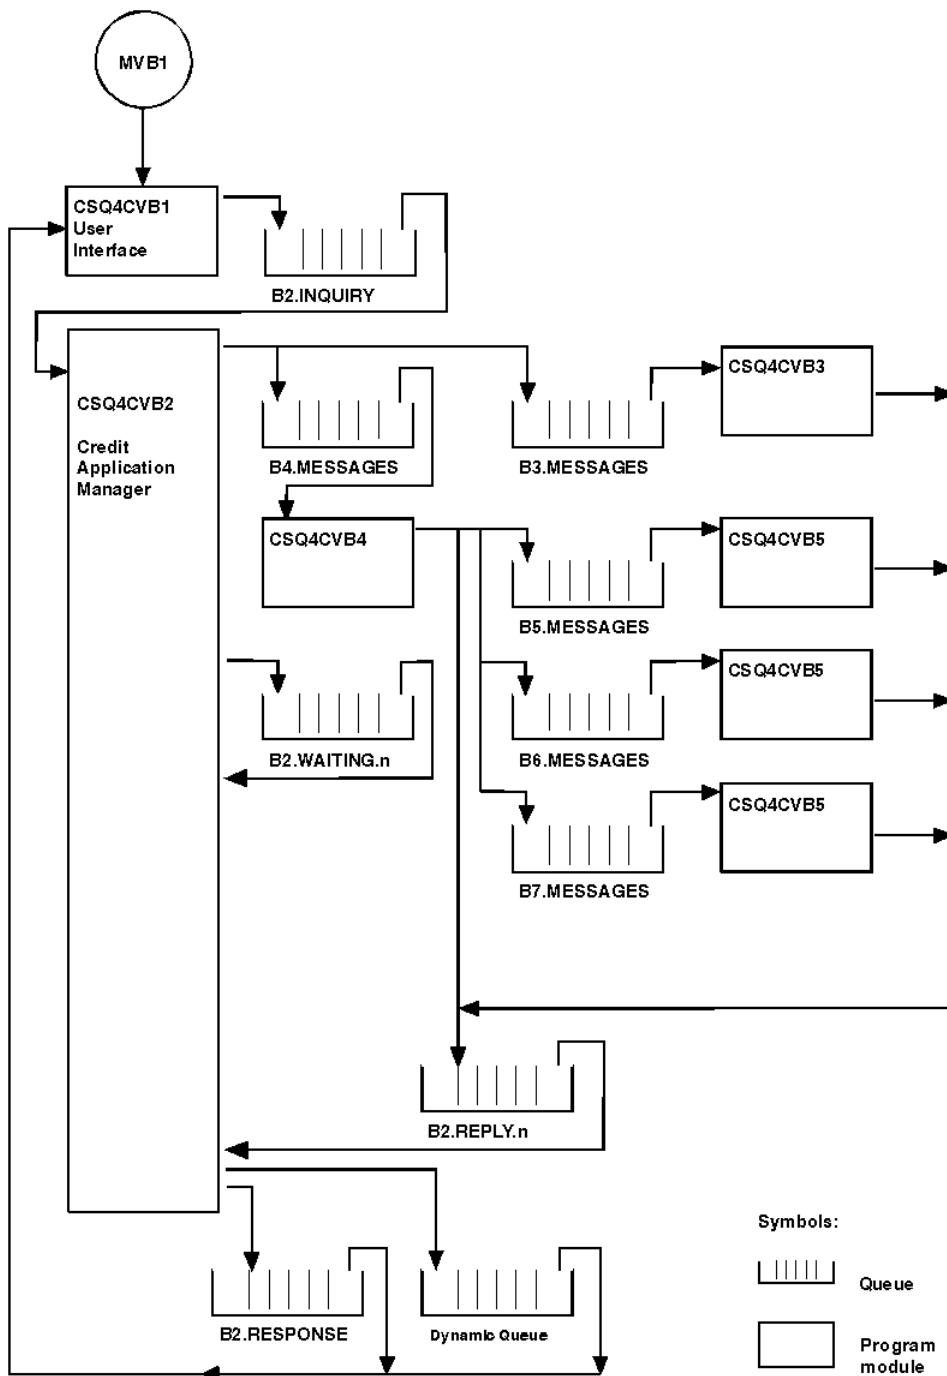 MVB1
CSQ4CVB1
User
Interface
B2.INQUIRY
CSQ4CVB2
Credit
Application
Manager
B4.MESSAGES
B3.MESSAGES
CSQ4CVB3
CSQ4CVB4
B5.MESSAGES
CSQ4CVB5
B2.WAITING.n
B6.MESSAGES
CSQ4CVB5
B7.MESSAGES
CSQ4CVB5
B2.REPLY.n
B2.RESPONSE
Dynamic Queue
Symbols:
Queue
Program
module